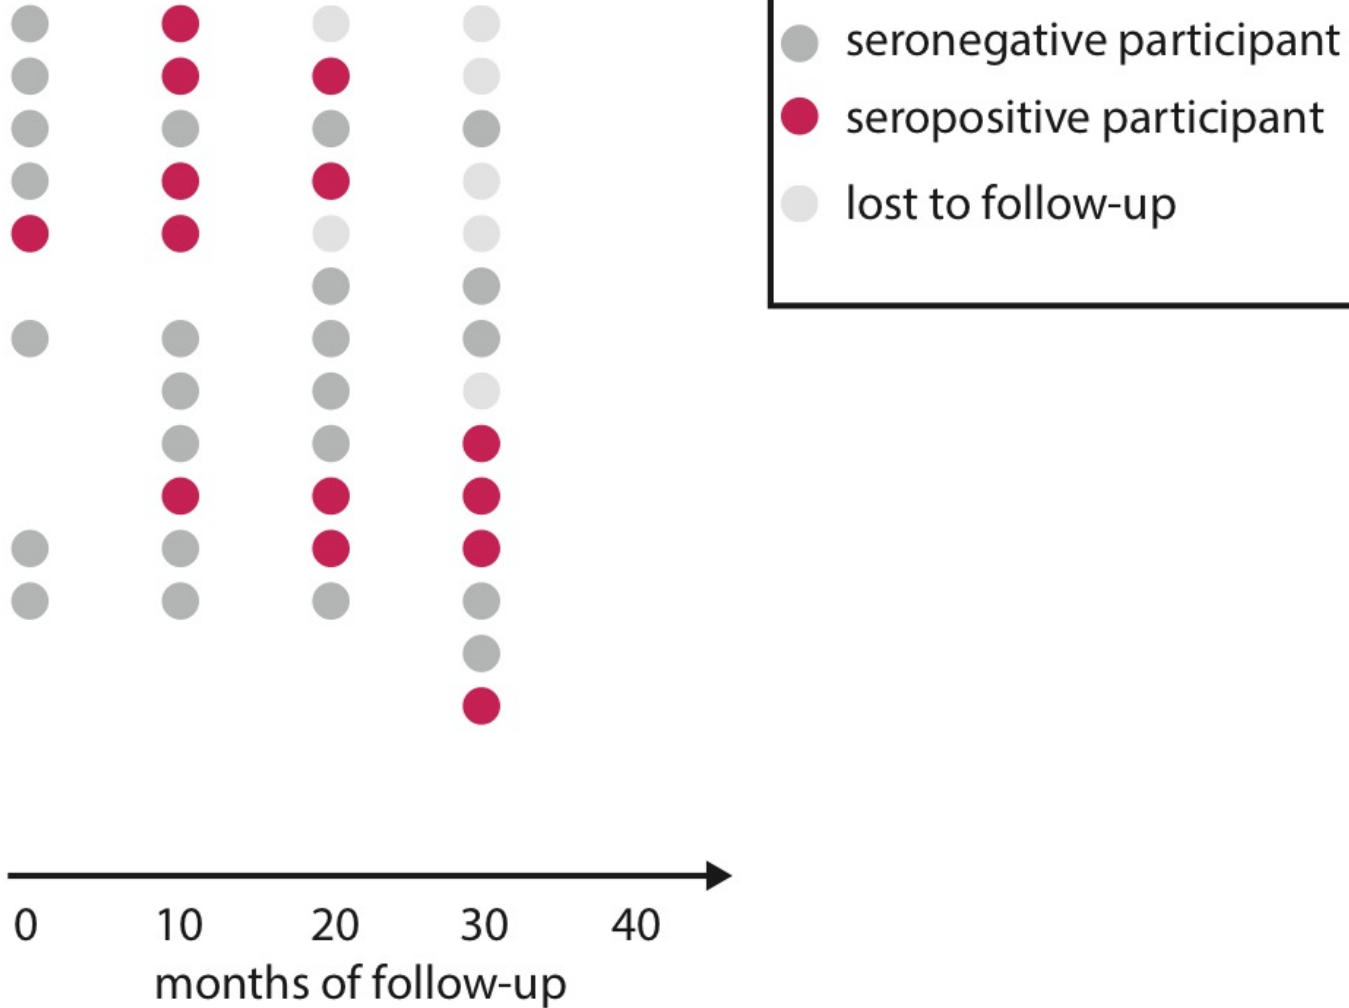 seronegative participant
seropositive participant
lost to follow-up
0 10 20 30 40
months of follow-up